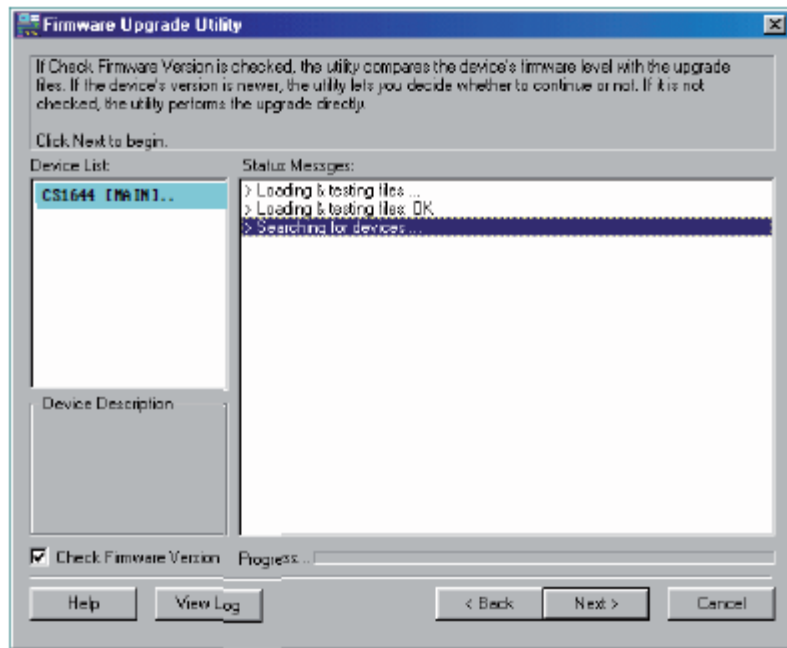 Firmware Upgrade Utility
If Check Firmware Version is checked, the utility compares the device's firmware level with the upgrade
files. If the device's version is newer, the utility lets you decide whether to continue or not. If it is not
checked, the utility performs the upgrade directly.
Click Next to begin.
Device List:
Status Messges:
CS1644 [MAIN]..
> Loading & testing files ...
> Loading & testing files: OK
> Searching for devices ...
Device Description
Check Firmware Version
Progress...
Help
View Log
< Back
Next >
Cancel